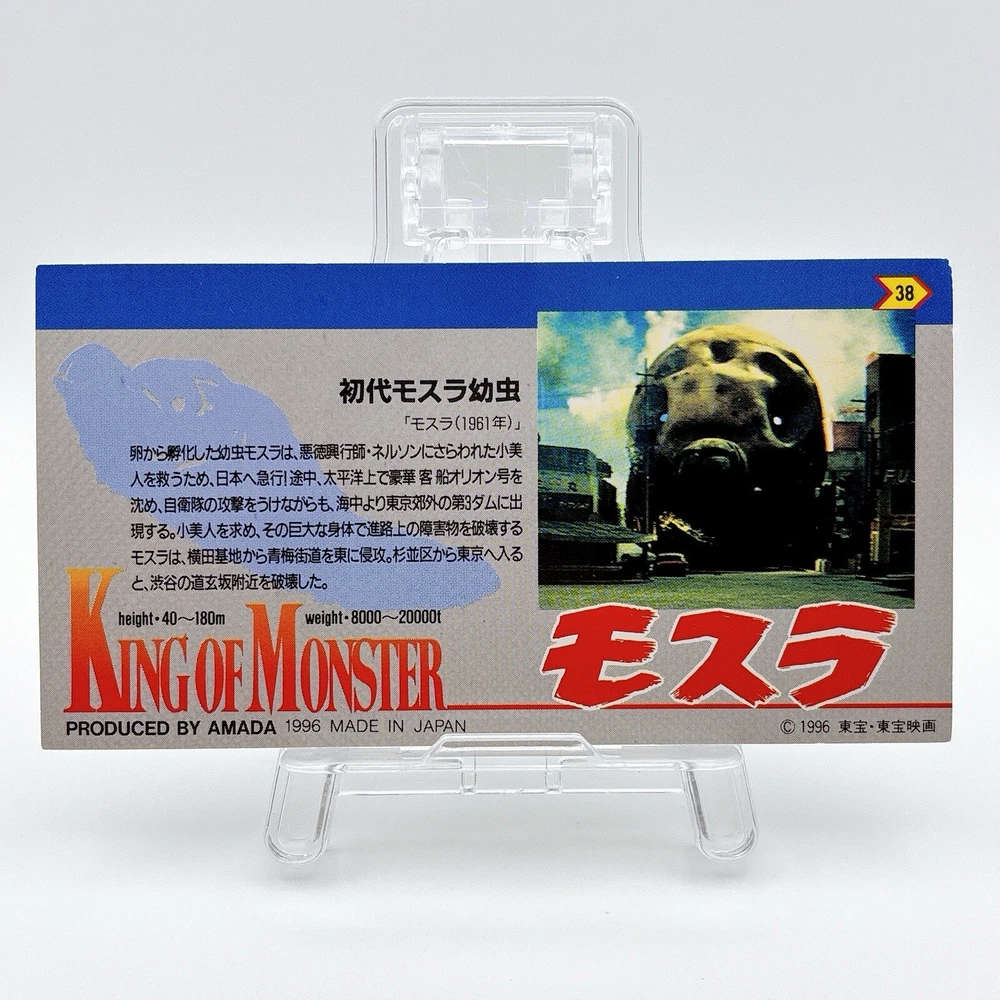 38
初代モスラ幼虫
「モスラ(1961年)」
卵から孵化した幼虫モスラは、悪徳興行師・ネルソンにさらわれた小美
人を救うため、日本へ急行!途中、太平洋上で豪華客船オリオン号を
沈め、自衛隊の攻撃をうけながらも、海中より東京郊外の第3ダムに出
現する。小美人を求め、その巨大な身体で進路上の障害物を破壊する
モスラは、横田基地から青梅街道を東に侵攻。杉並区から東京へ入る
と、渋谷の道玄坂附近を破壊した。
height・40〜180m weight・8000〜20000t
KING OF MONSTER
モスラ
PRODUCED BY AMADA 1996 MADE IN JAPAN
© 1996 東宝・東宝映画